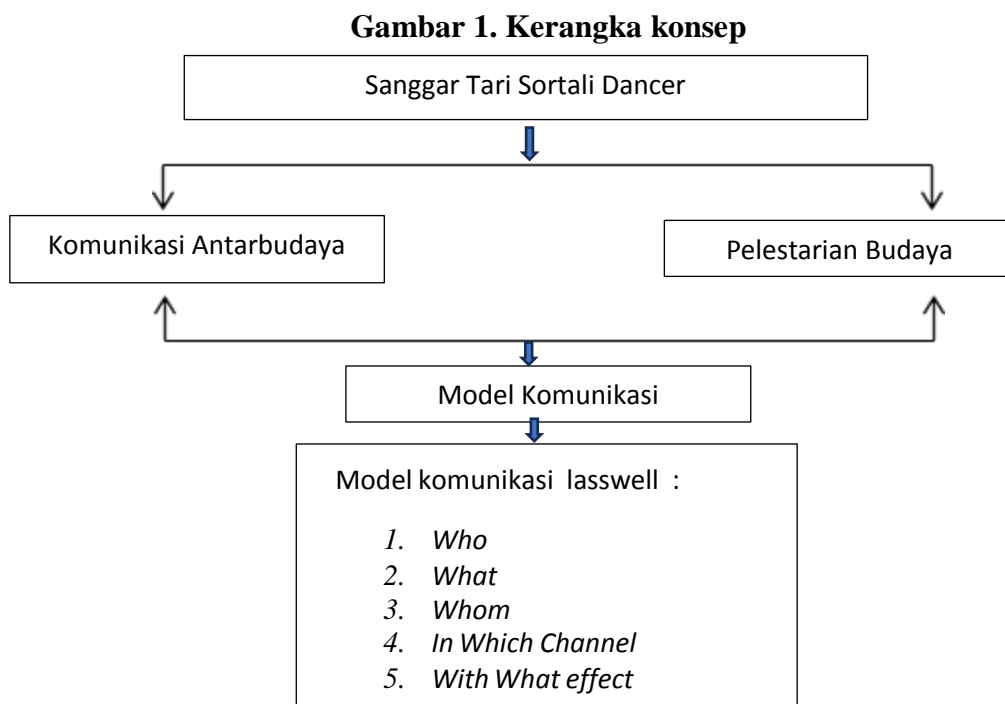 Gambar 1. Kerangka konsep
Sanggar Tari Sortali Dancer
Komunikasi Antarbudaya
Pelestarian Budaya
Model Komunikasi
Model komunikasi lasswell :
1. Who
2. What
3. Whom
4. In Which Channel
5. With What effect